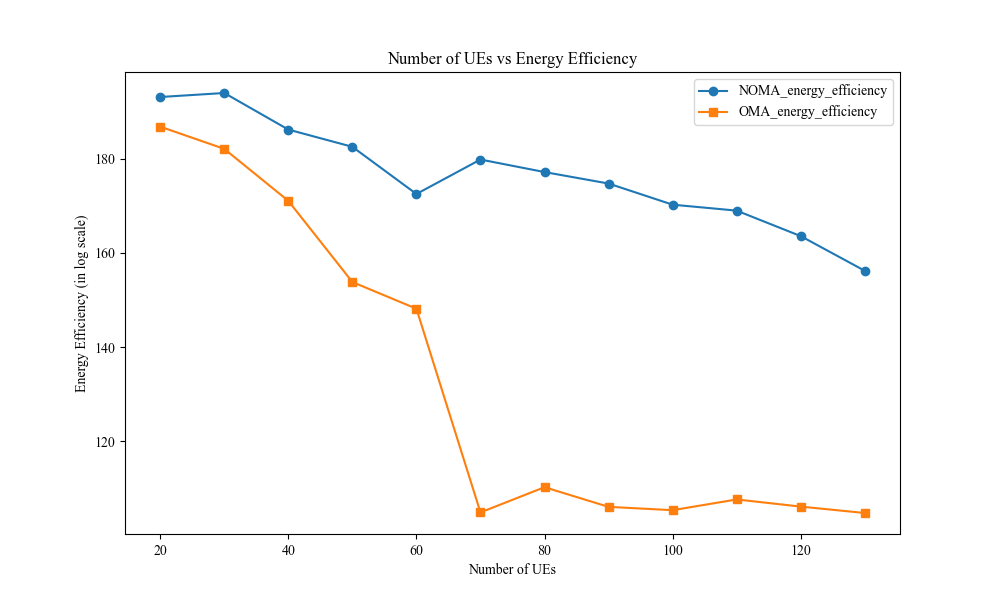 Number of UEs vs Energy Efficiency
NOMA_energy_efficiency
OMA_energy_efficiency
Energy Efficiency (in log scale)
180
160
140
120
20 40 60 80 100 120
Number of UEs